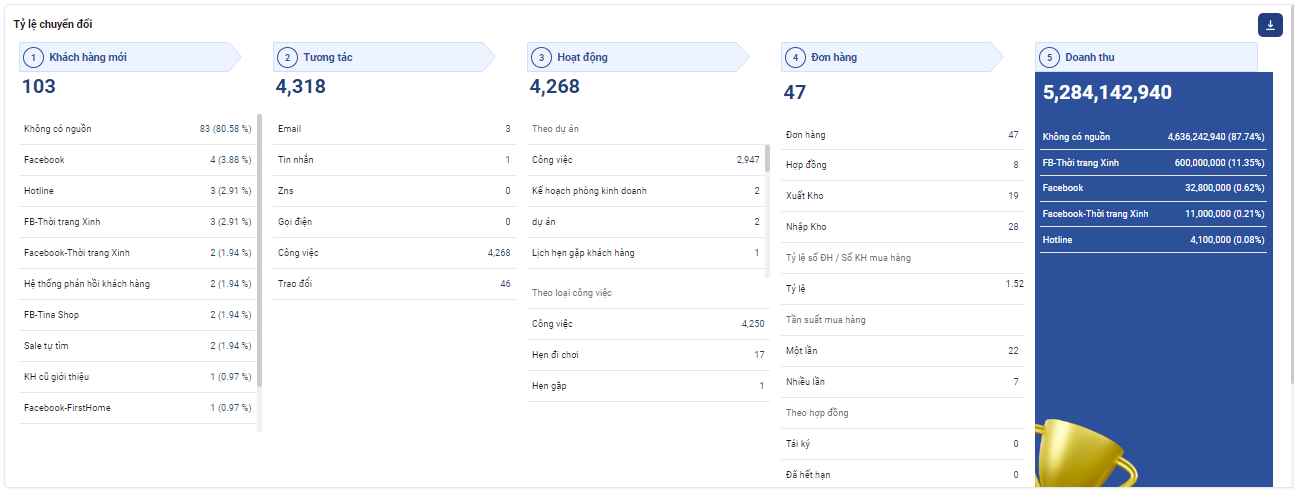 Tỷ lệ chuyển đổi
1 Khách hàng mới
103
Không có nguồn 83 (80.58 %)
Facebook 4 (3.88 %)
Hotline 3 (2.91 %)
FB-Thời trang Xinh 3 (2.91 %)
Facebook-Thời trang Xinh 2 (1.94 %)
Hệ thống phản hồi khách hàng 2 (1.94 %)
FB-Tina Shop 2 (1.94 %)
Sale tự tìm 2 (1.94 %)
KH cũ giới thiệu 1 (0.97 %)
Facebook-FirstHome 1 (0.97 %)
2 Tương tác
4,318
Email 3
Tin nhắn 1
Zns 0
Gọi điện 0
Công việc 4,268
Trao đổi 46
3 Hoạt động
4,268
Theo dự án
Công việc 2,947
Kế hoạch phòng kinh doanh 2
dự án 2
Lịch hẹn gặp khách hàng 1
Theo loại công việc
Công việc 4,250
Hẹn đi chơi 17
Hẹn gặp 1
4 Đơn hàng
47
Đơn hàng 47
Hợp đồng 8
Xuất Kho 19
Nhập Kho 28
Tỷ lệ số ĐH / Số KH mua hàng
Tỷ lệ 1.52
Tần suất mua hàng
Một lần 22
Nhiều lần 7
Theo hợp đồng
Tái ký 0
Đã hết hạn 0
5 Doanh thu
5,284,142,940
Không có nguồn 4,636,242,940 (87.74%)
FB-Thời trang Xinh 600,000,000 (11.35%)
Facebook 32,800,000 (0.62%)
Facebook-Thời trang Xinh 11,000,000 (0.21%)
Hotline 4,100,000 (0.08%)